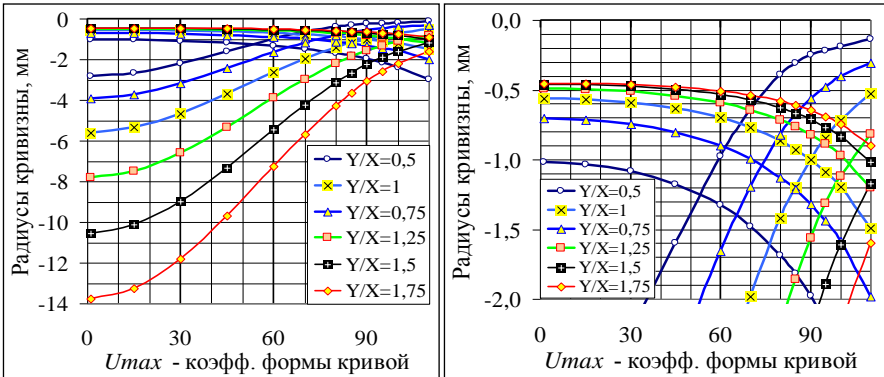 Радиусы кривизны, мм
0
-2
-4
-6
-8
-10
-12
-14
Y/X=0,5
Y/X=1
Y/X=0,75
Y/X=1,25
Y/X=1,5
Y/X=1,75
0 30 60 90
Umax - коэфф. формы кривой
Радиусы кривизны, мм
0,0
-0,5
-1,0
-1,5
-2,0
Y/X=0,5
Y/X=1
Y/X=0,75
Y/X=1,25
Y/X=1,5
Y/X=1,75
0 30 60 90
Umax - коэфф. формы кривой